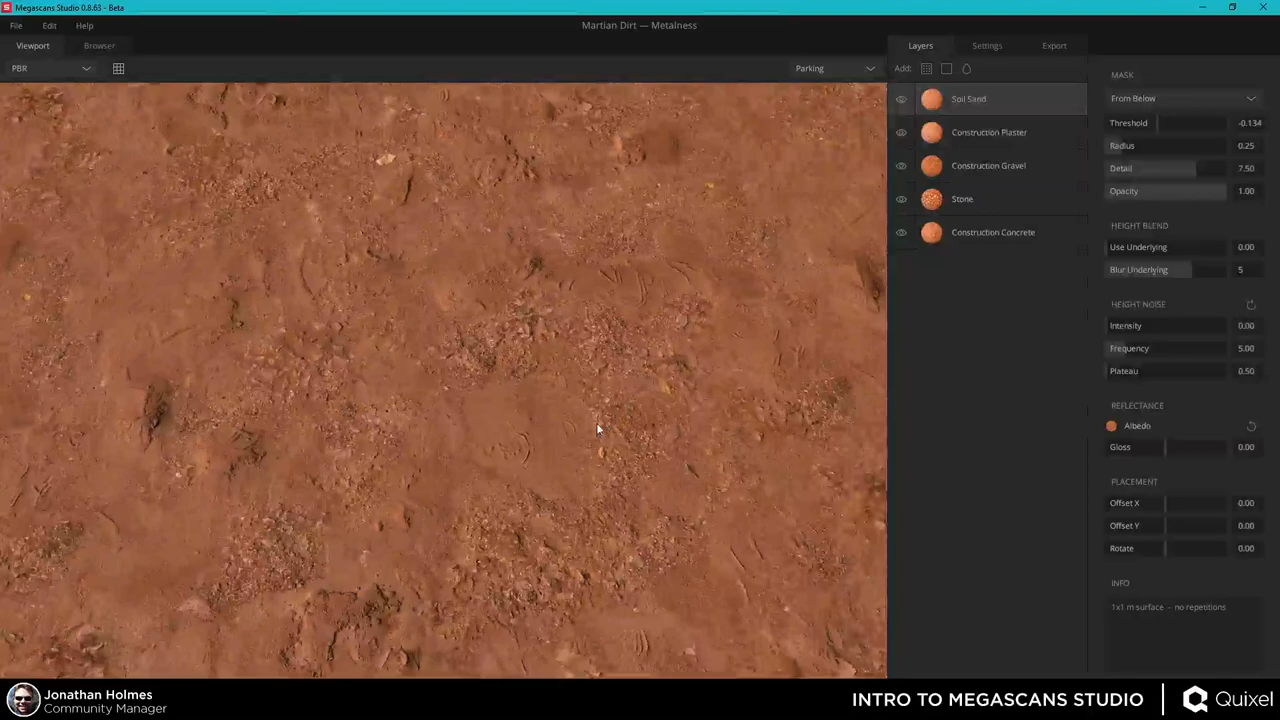 Megascans Studio 0.8.63 - Beta
File Edit Help
Martian Dirt — Metalness
Viewport Browser
Layers Settings Export
PBR
Parking
Add:
Soil Sand
Construction Plaster
Construction Gravel
Stone
Construction Concrete
MASK
From Below
Threshold -0.134
Radius 0.25
Detail 7.50
Opacity 1.00
HEIGHT BLEND
Use Underlying 0.00
Blur Underlying 5
HEIGHT NOISE
Intensity 0.00
Frequency 5.00
Plateau 0.50
REFLECTANCE
Albedo
Gloss 0.00
PLACEMENT
Offset X 0.00
Offset Y 0.00
Rotate 0.00
INFO
1x1 m surface - no repetitions
Jonathan Holmes
Community Manager
INTRO TO MEGASCANS STUDIO
Quixel